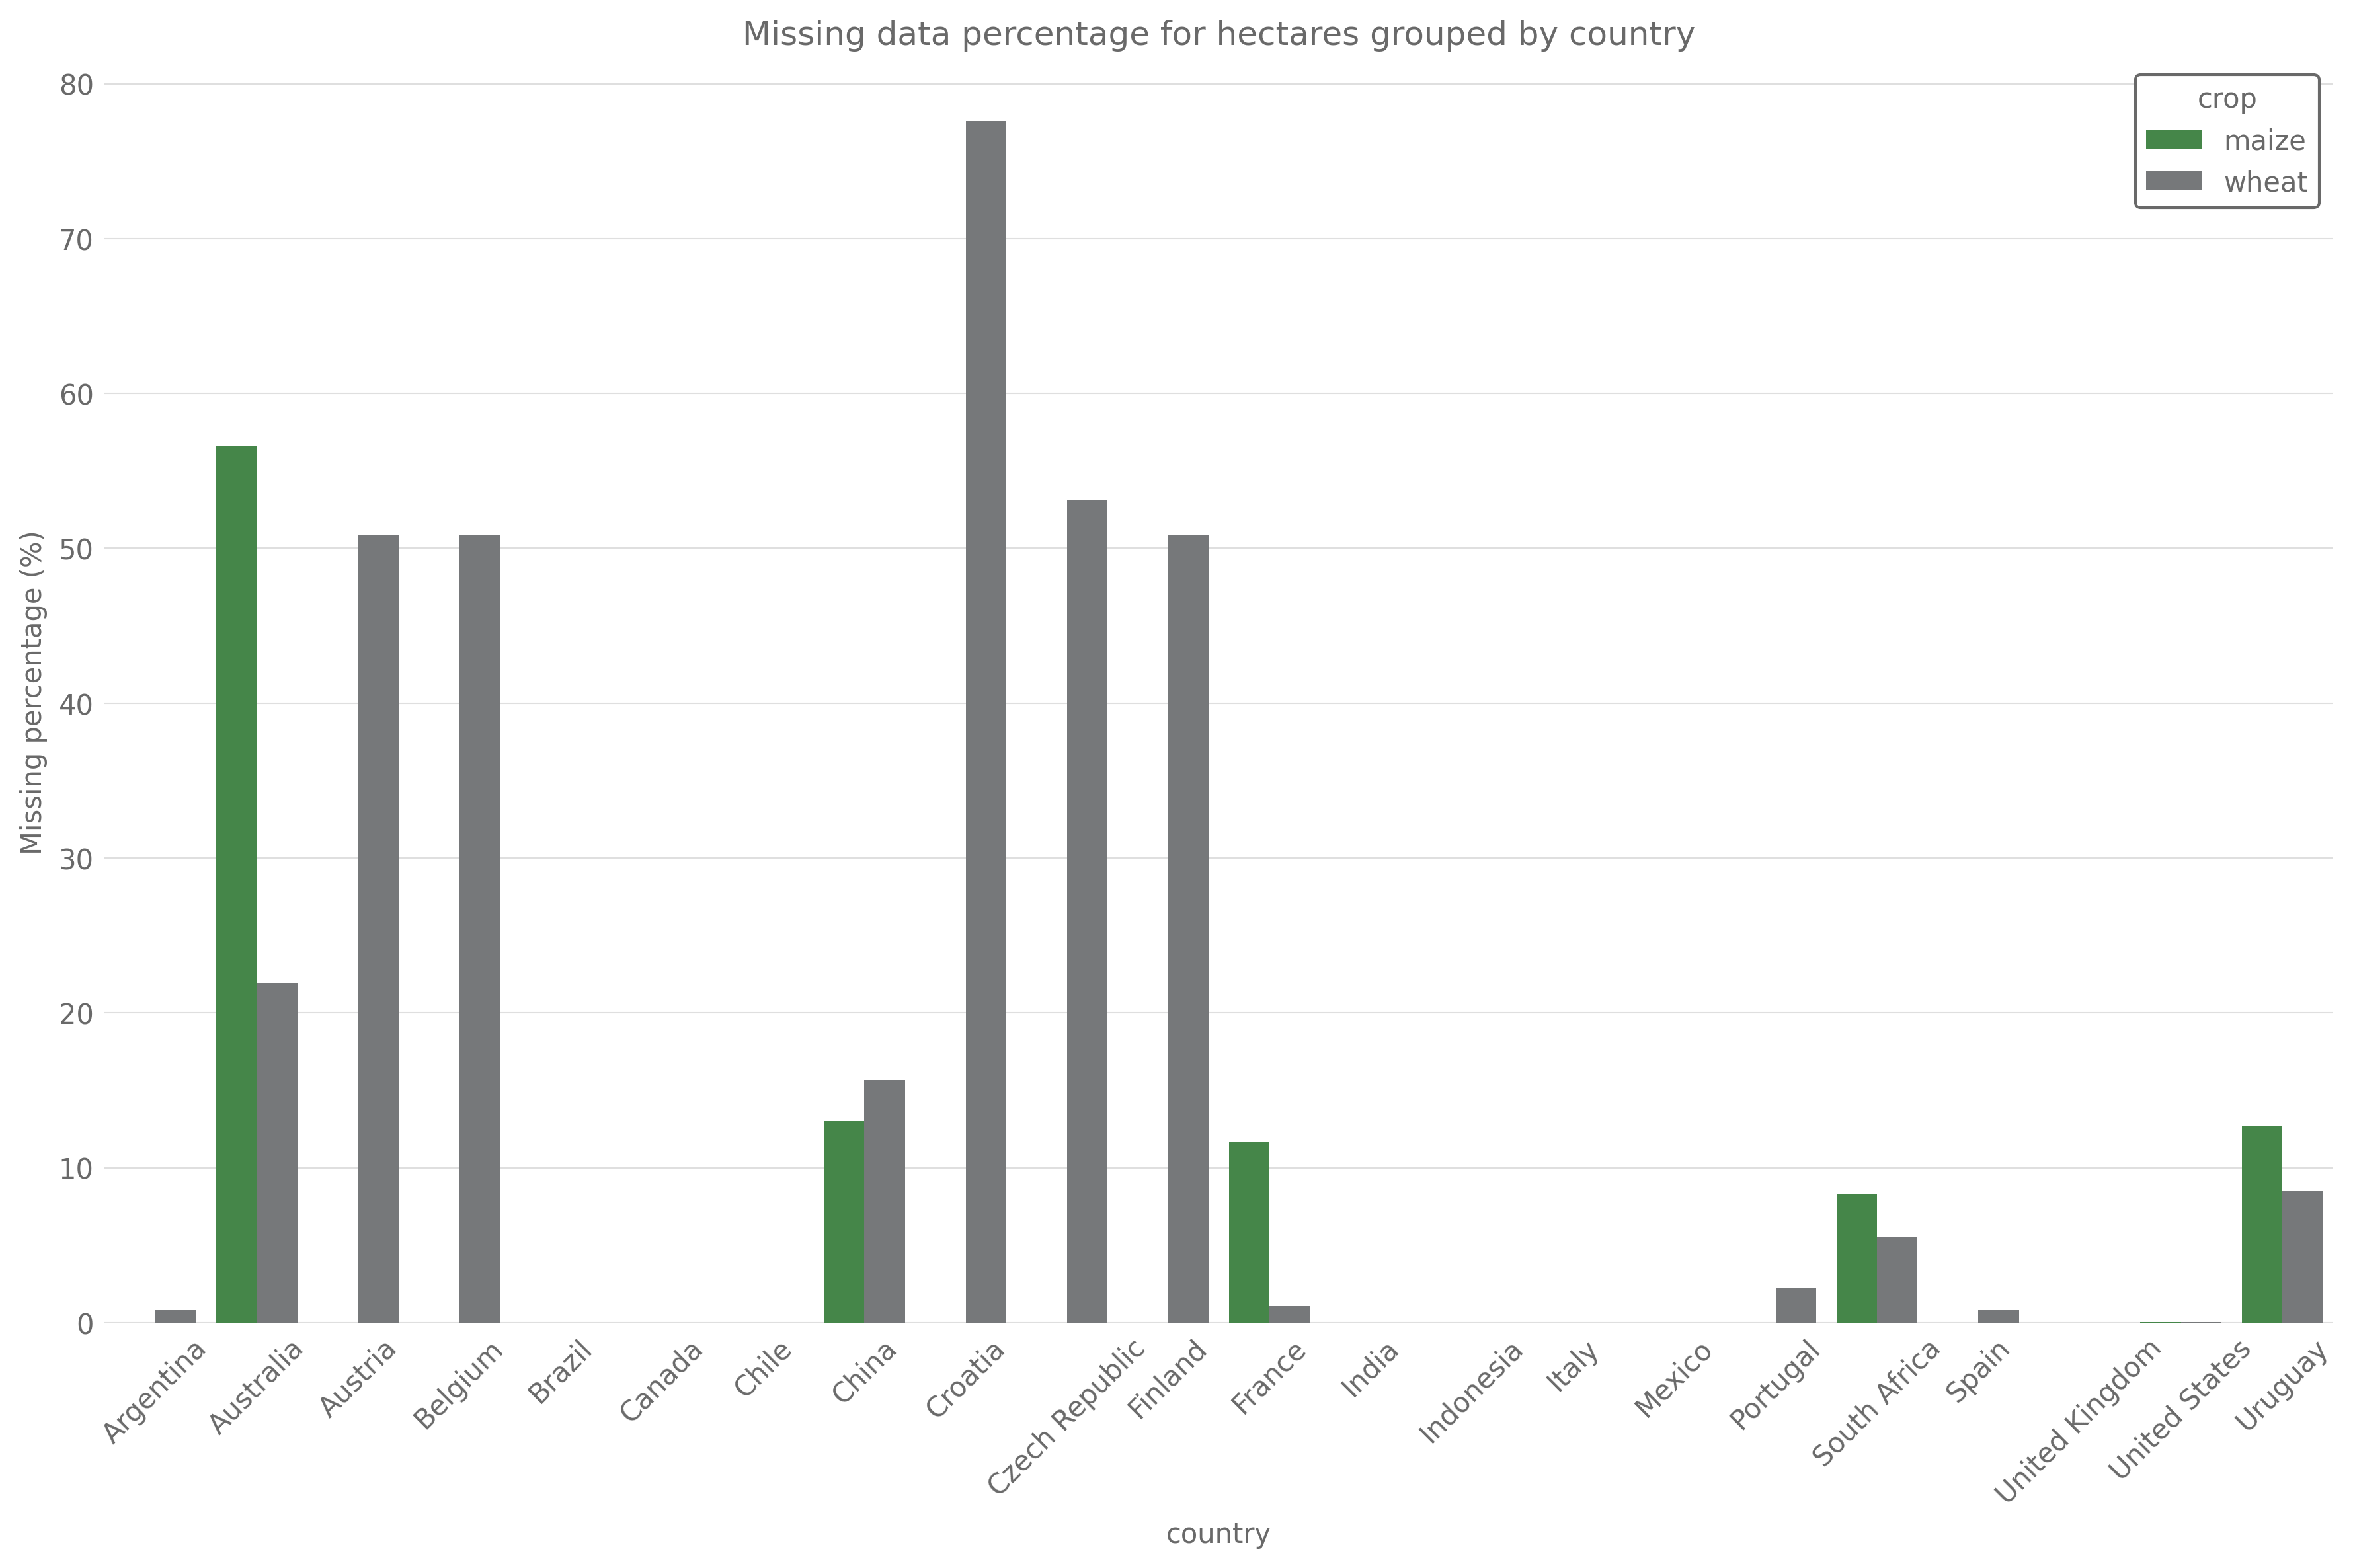 Missing data percentage for hectares grouped by country
crop
maize
wheat
Missing percentage (%)
80
70
60
50
40
30
20
10
0
Argentina
Australia
Austria
Belgium
Brazil
Canada
Chile
China
Croatia
Czech Republic
Finland
France
India
Indonesia
Italy
Mexico
Portugal
South Africa
Spain
United Kingdom
United States
Uruguay
country